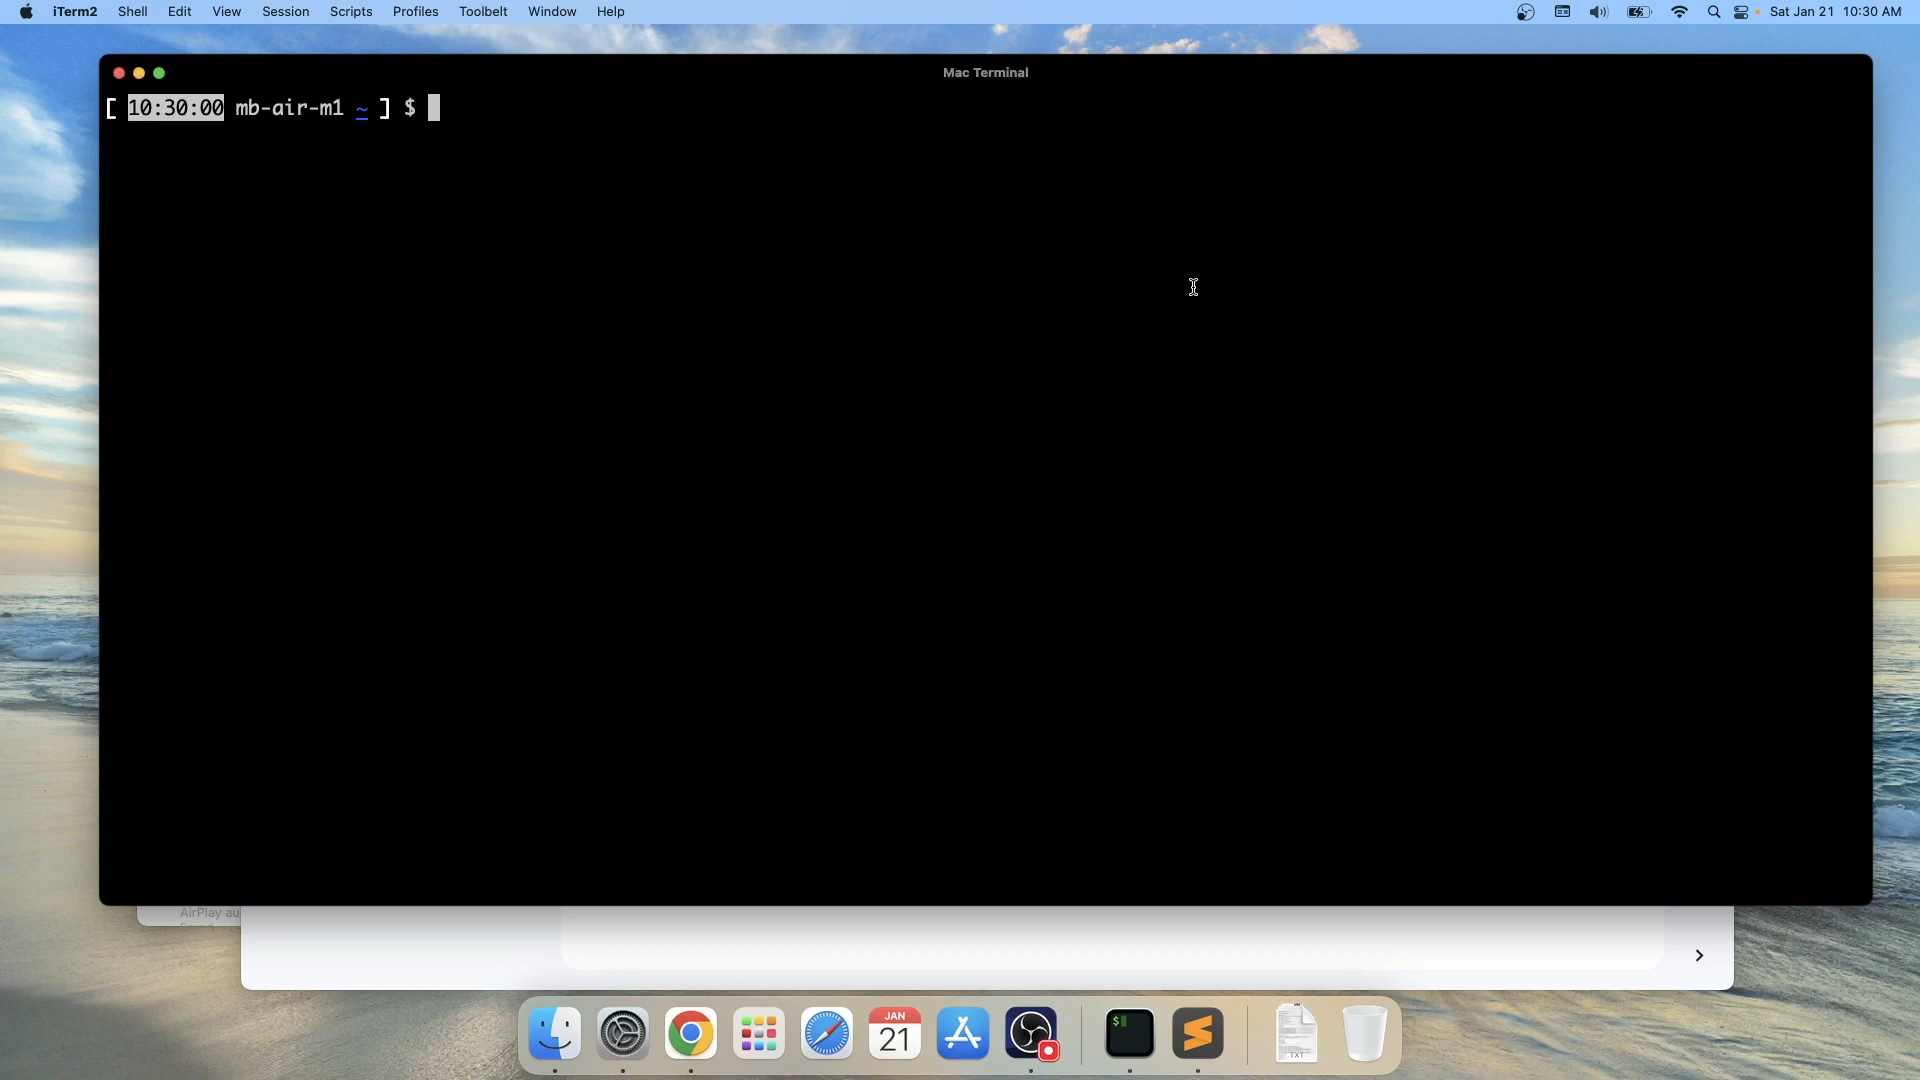 iTerm2 Shell Edit View Session Scripts Profiles Toolbelt Window Help Sat Jan 21 10:30 AM
Mac Terminal
[ 10:30:00 mb-air-m1 ~ ] $
AirPlay au
JAN
21
$
TXT